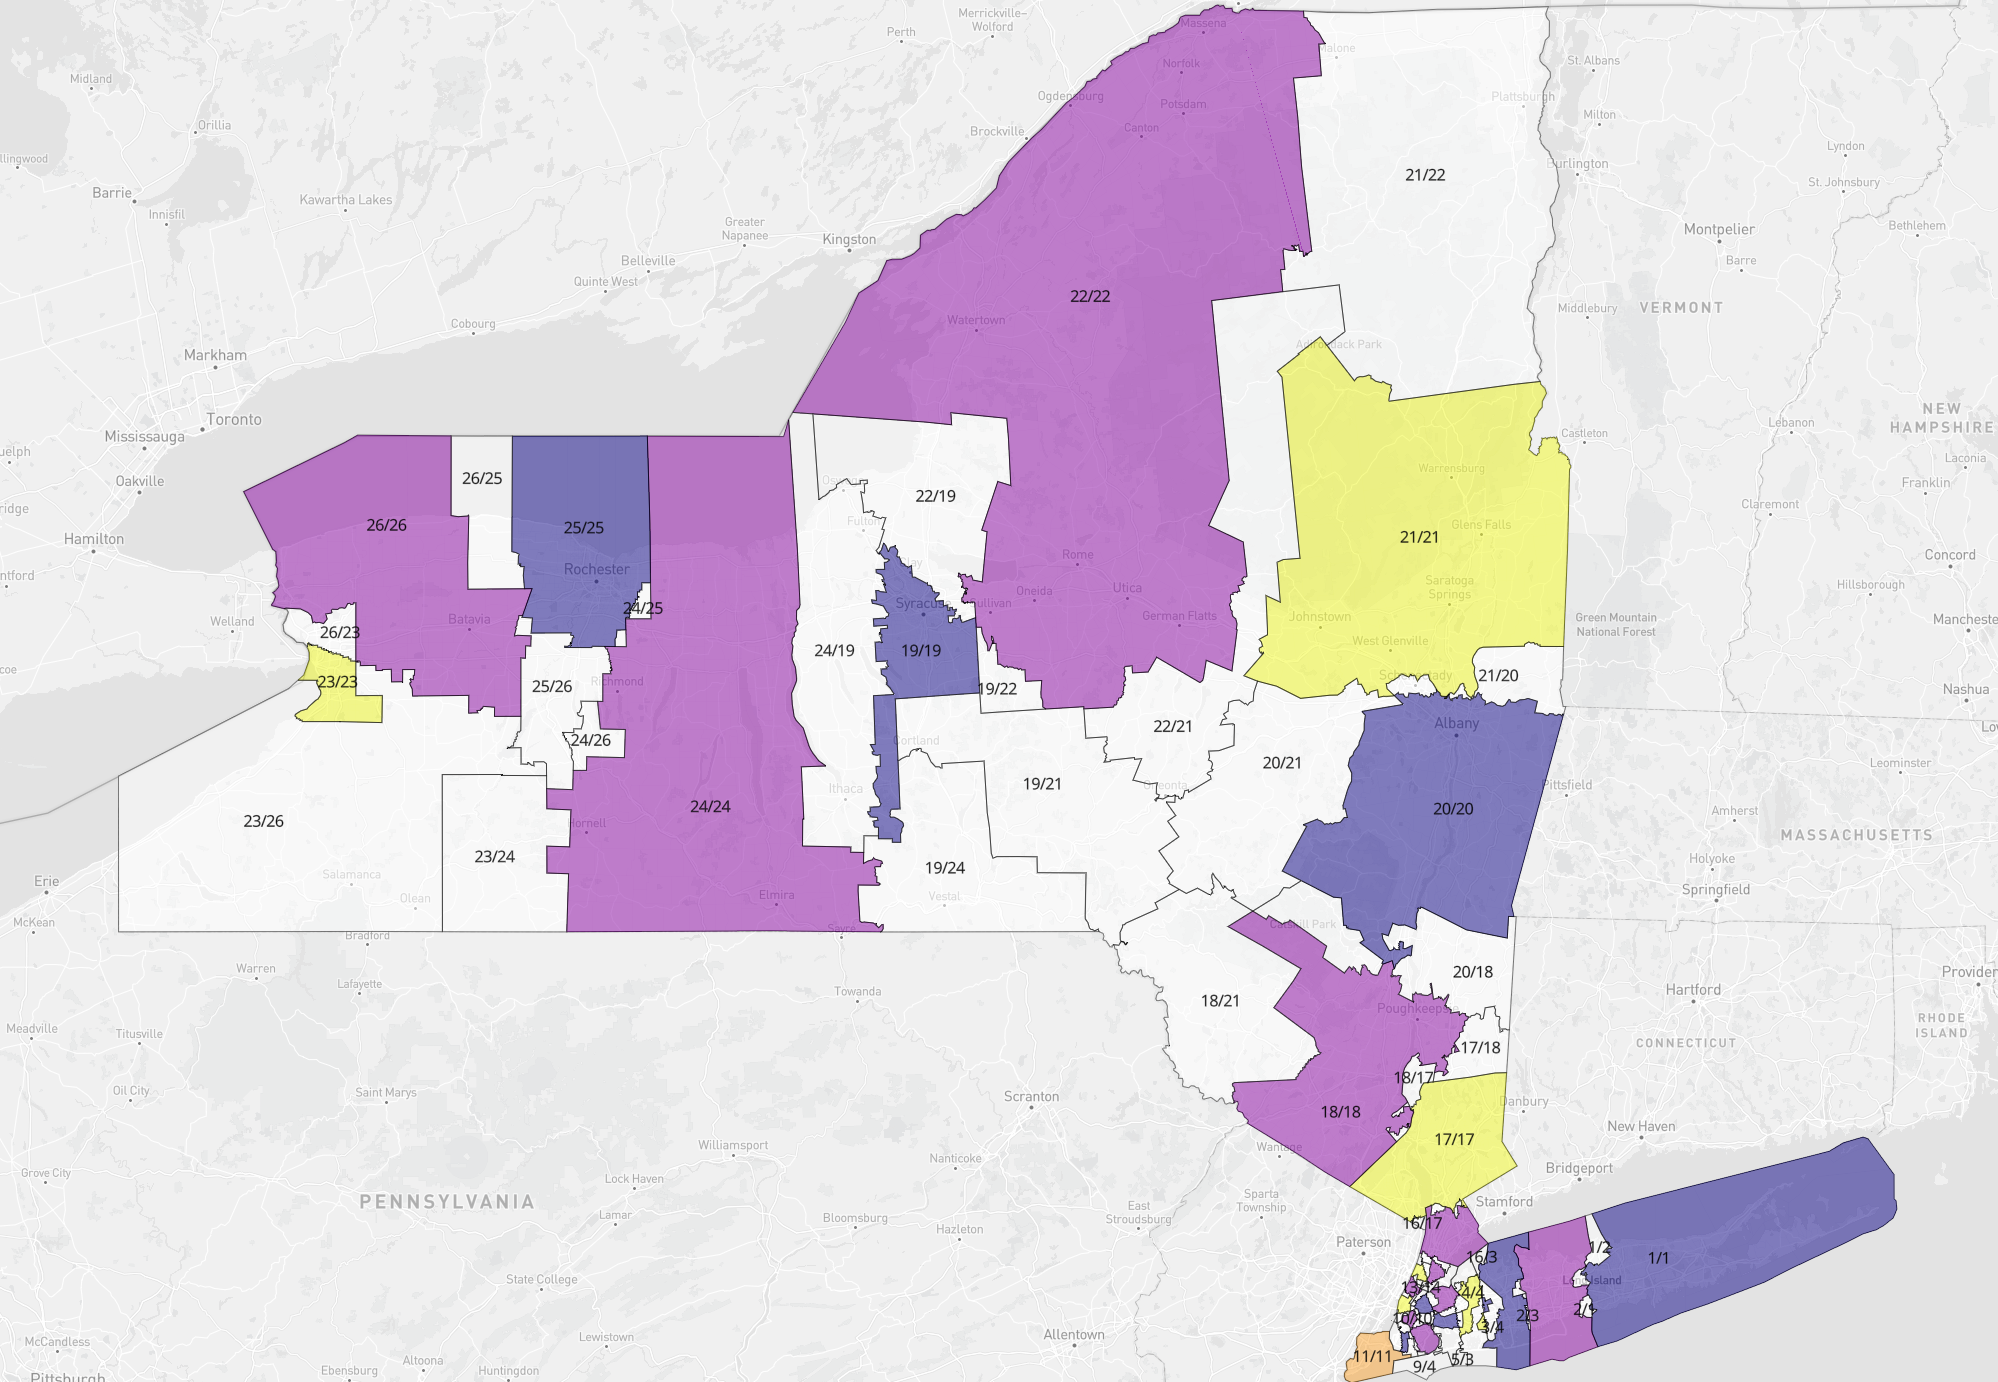 Merrickville–
Wolford
Perth
Massena
Malone
St. Albans
Midland
Norfolk
Ogdensburg
Potsdam
Plattsburgh
Milton
Orillia
Brockville
Canton
Lyndon
llingwood
Burlington
Barrie
21/22
St. Johnsbury
Innisfil
Kawartha Lakes
Greater
Napanee
Kingston
Montpelier
Bethlehem
Belleville
Barre
Quinte West
22/22
Middlebury
VERMONT
Cobourg
Watertown
Adirondack Park
Markham
Toronto
NEW
HAMPSHIRE
Mississauga
Lebanon
Castleton
uelph
Laconia
Warrensburg
Oakville
26/25
Oswego
22/19
Franklin
Claremont
ridge
Fulton
26/26
25/25
Glens Falls
Hamilton
21/21
Rome
Concord
Rochester
ntford
Saratoga
Springs
Utica
Hillsborough
Oneida
Syracuse
Sullivan
24/25
Batavia
Welland
German Flatts
Johnstown
Green Mountain
National Forest
Mancheste
26/23
West Glenville
24/19
19/19
coe
23/23
Richmond
Schenectady
21/20
25/26
19/22
Nashua
22/21
Albany
24/26
Cortland
20/21
Leominster
19/21
Oneonta
Pittsfield
Ithaca
24/24
20/20
Amherst
23/26
Hornell
MASSACHUSETTS
23/24
Holyoke
19/24
Salamanca
Springfield
Erie
Olean
Elmira
Vestal
McKean
Sayre
Catskill Park
Bradford
Warren
20/18
Providen
Lafayette
Towanda
Hartford
18/21
Poughkeeps
RHODE
ISLAND
Meadville
Titusville
CONNECTICUT
17/18
18/17
Oil City
Saint Marys
Scranton
Danbury
18/18
New Haven
17/17
Williamsport
Wantage
Nanticoke
Bridgeport
Grove City
Lock Haven
PENNSYLVANIA
Sparta
Township
Stamford
East
Stroudsburg
Lamar
Bloomsburg
16/17
Hazleton
Paterson
1/2
16/3
1/1
State College
Long Island
13/14
4/4
2/1
2/3
10/10
3/4
McCandless
Lewistown
Allentown
11/11
5/3
9/4
Altoona
Ebensburg
Huntingdon
Pittsburgh